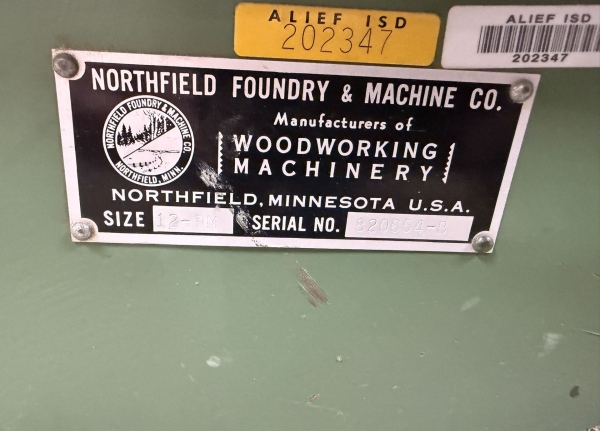 ALIEF ISD
202347
ALIEF ISD
202347
NORTHFIELD FOUNDRY & MACHINE CO.
NORTHFIELD FOUNDRY & MACHINE CO.
NORTHFIELD, MINN.
Manufacturers of
WOODWORKING
MACHINERY
NORTHFIELD, MINNESOTA U.S.A.
SIZE
SERIAL NO.